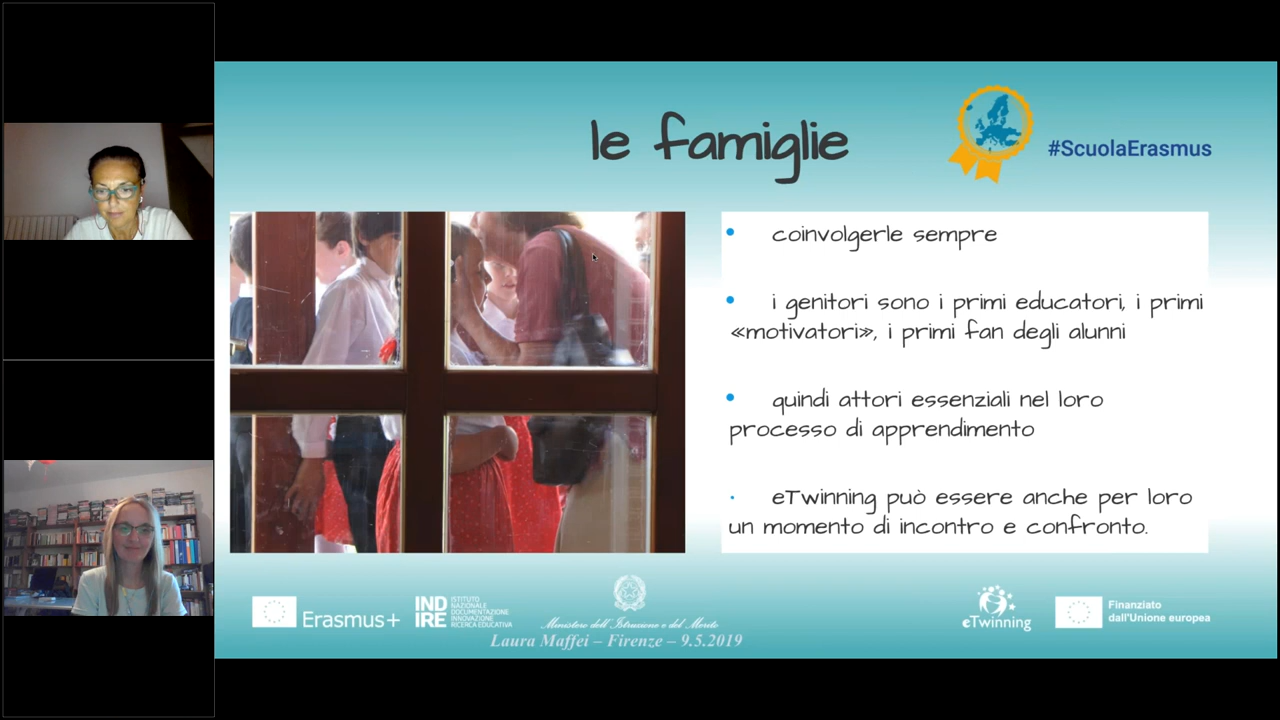 le famiglie
#ScuolaErasmus
• coinvolgerle sempre
• i genitori sono i primi educatori, i primi
«motivatori», i primi fan degli alunni
• quindi attori essenziali nel loro
processo di apprendimento
• eTwinning può essere anche per loro
un momento di incontro e confronto.
Erasmus+
IND
IRE
ISTITUTO
NAZIONALE
DOCUMENTAZIONE
INNOVAZIONE
RICERCA EDUCATIVA
Ministero dell'Istruzione e del Merito
Laura Maffei – Firenze – 9.5.2019
eTwinning
Finanziato
dall'Unione europea